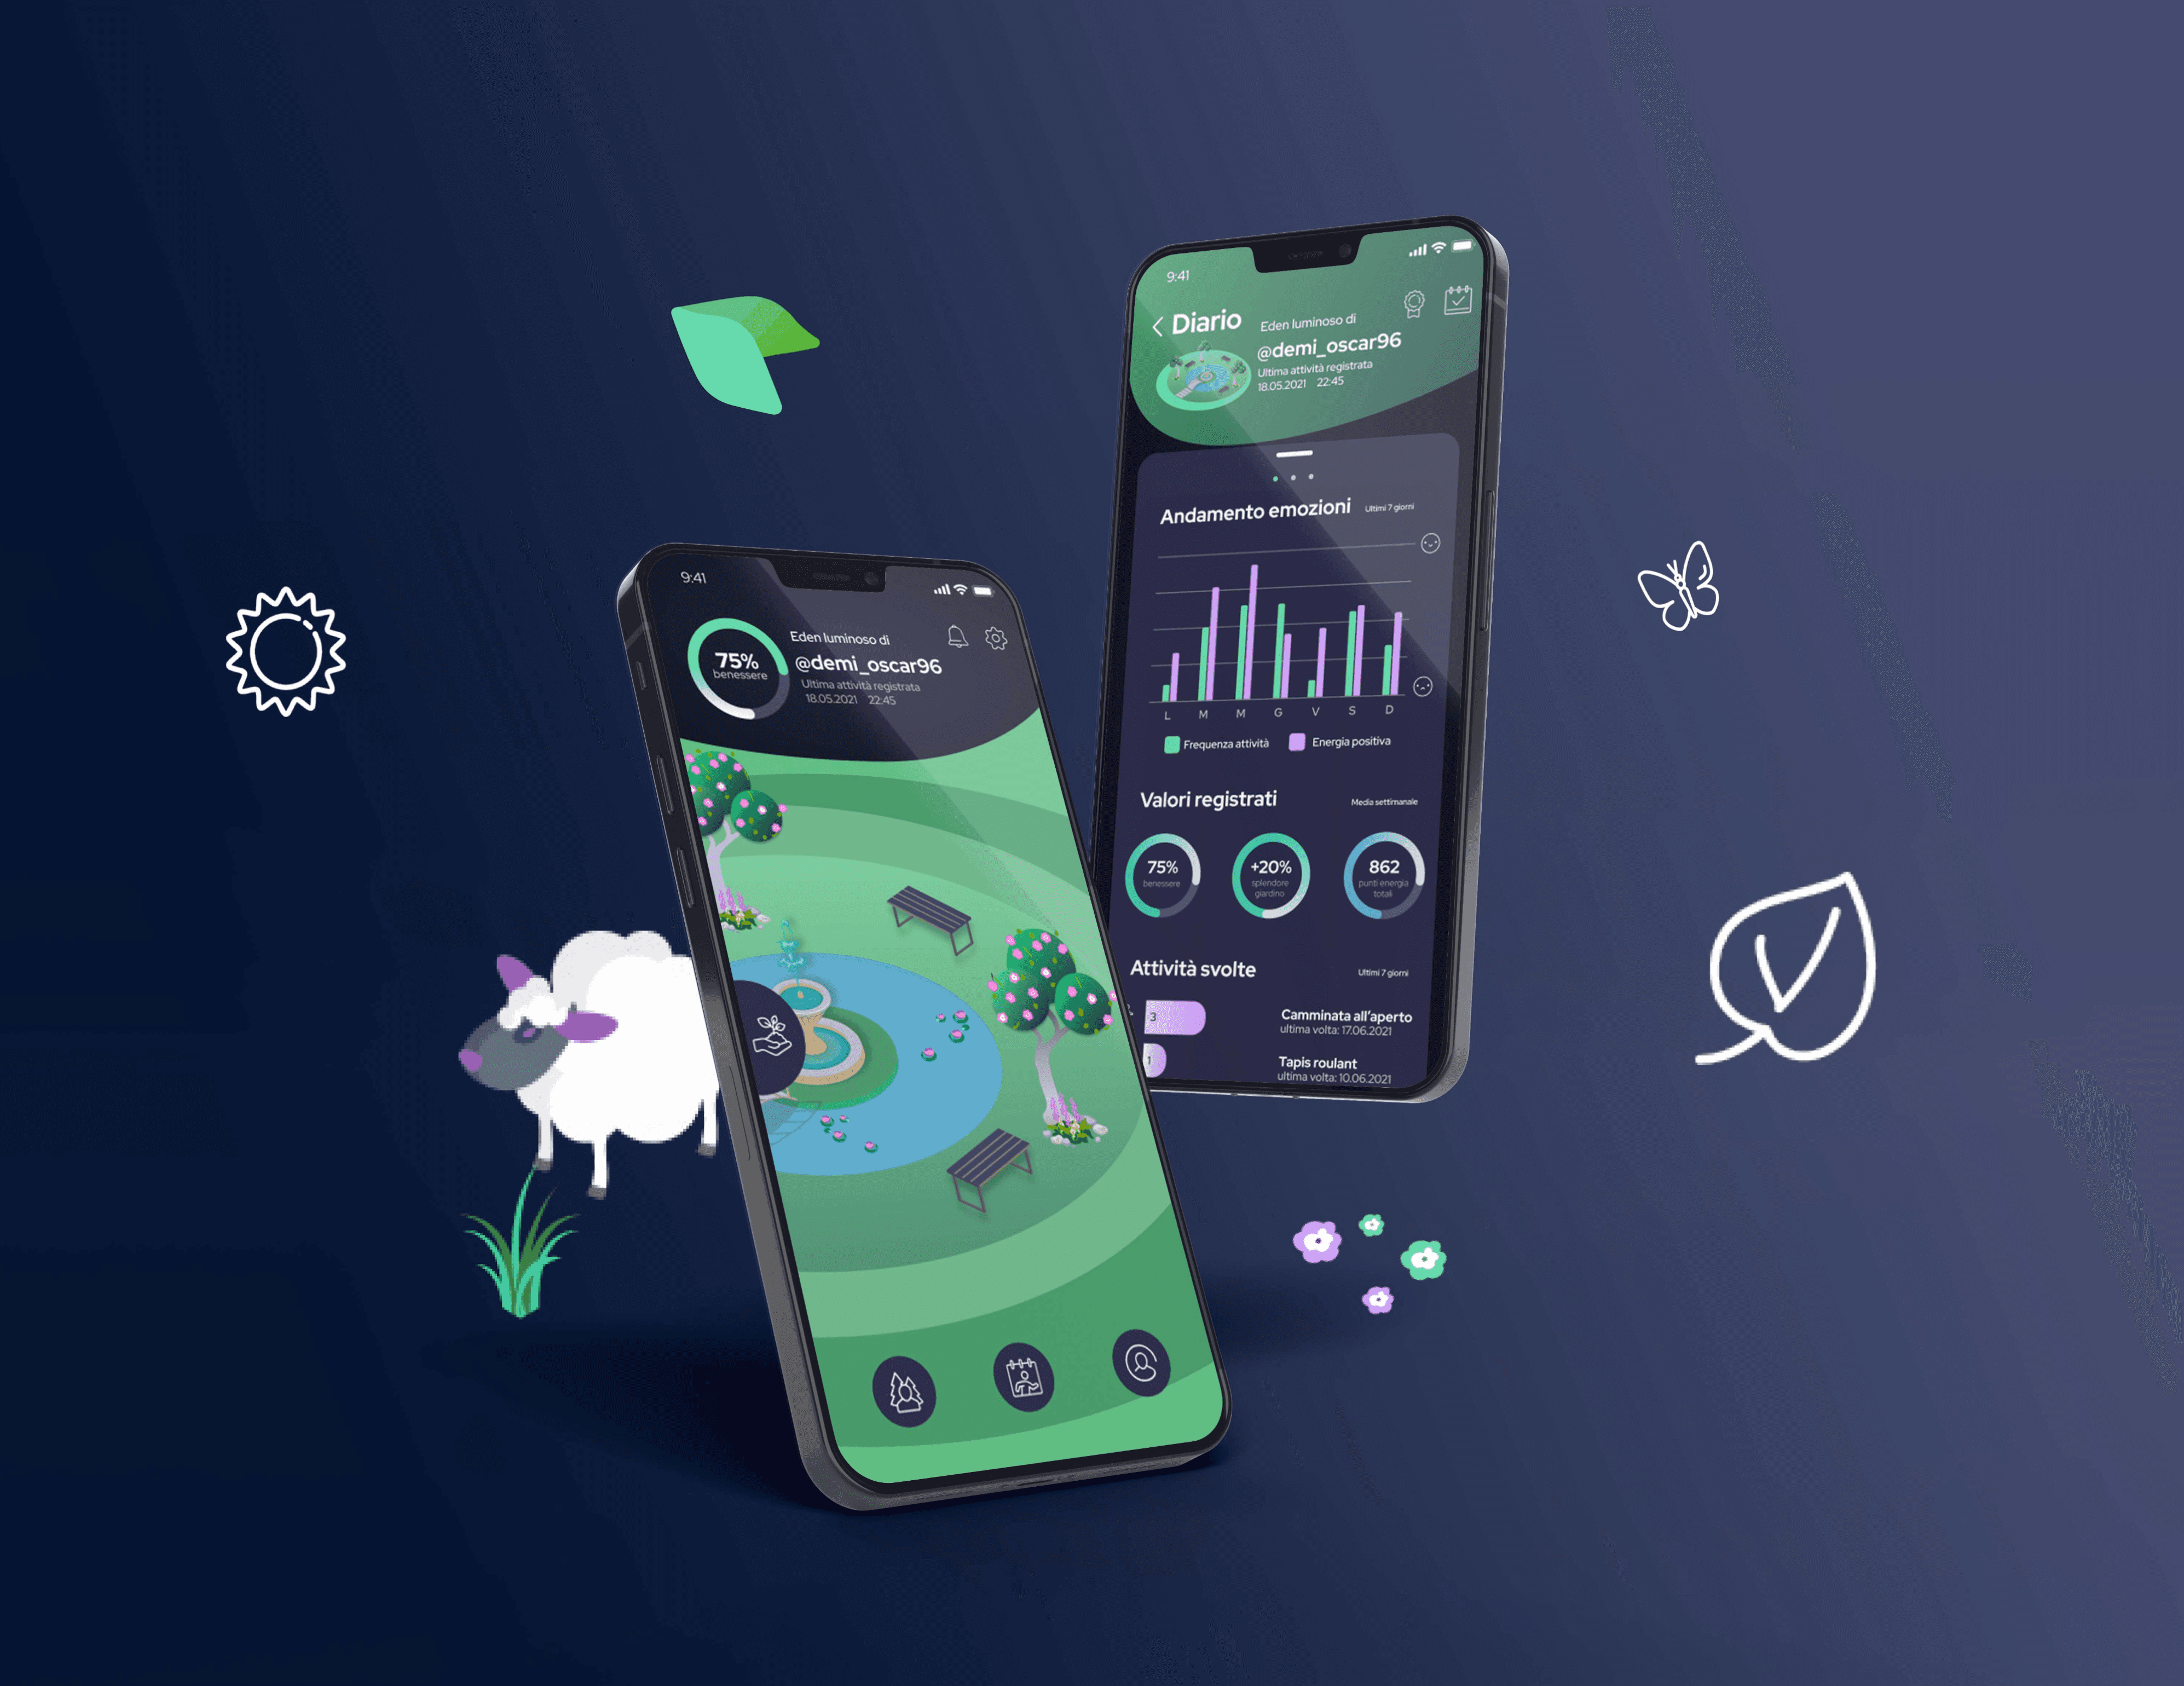 9:41
75%
benessere
Eden luminoso di
@demi_oscar96
Ultima attività registrata
18.05.2021 22:45
9:41
Diario
Eden luminoso di
@demi_oscar96
Ultima attività registrata
18.05.2021 22:45
Andamento emozioni
Ultimi 7 giorni
L M M G V S D
Frequenza attività
Energia positiva
Valori registrati
Media settimanale
75%
benessere
+20%
splendore
giardino
862
punti energia
totali
Attività svolte
Ultimi 7 giorni
3
Camminata all'aperto
ultima volta: 17.06.2021
1
Tapis roulant
ultima volta: 10.06.2021